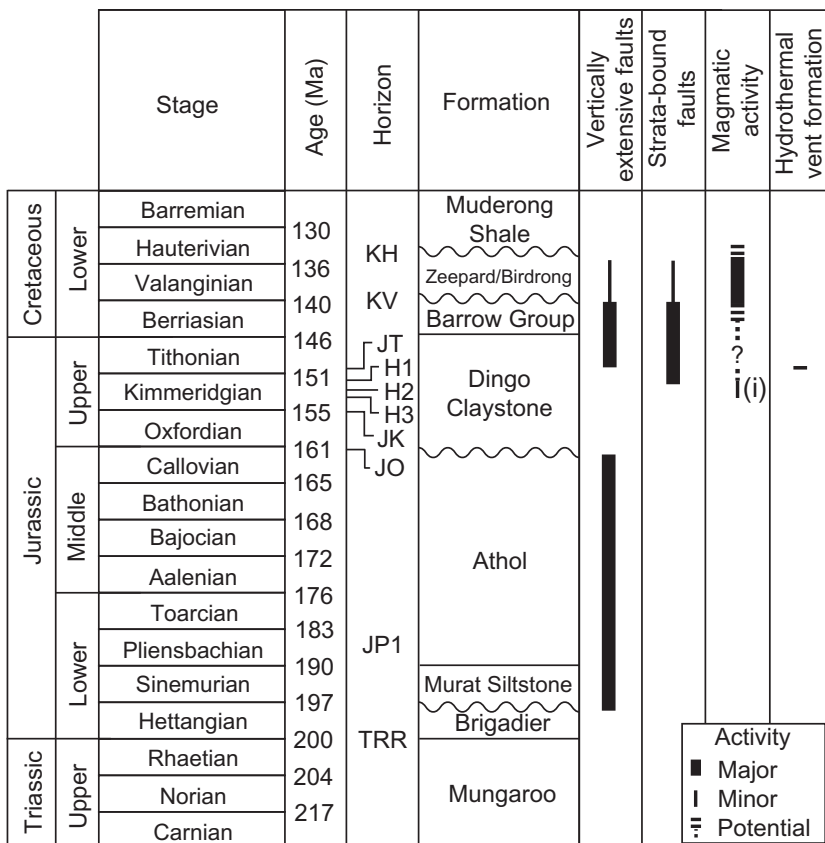 Stage
Age (Ma)
Horizon
Formation
Vertically
extensive faults
Strata-bound
faults
Magmatic
activity
Hydrothermal
vent formation
Cretaceous
Lower
Barremian
Hauterivian
Valanginian
Berriasian
Jurassic
Upper
Tithonian
Kimmeridgian
Oxfordian
Middle
Callovian
Bathonian
Bajocian
Aalenian
Lower
Toarcian
Pliensbachian
Sinemurian
Hettangian
Triassic
Upper
Rhaetian
Norian
Carnian
130
136
140
146
151
155
161
165
168
172
176
183
190
197
200
204
217
KH
KV
JT
H1
H2
H3
JK
JO
JP1
TRR
Muderong
Shale
Zeepard/Birdrong
Barrow Group
Dingo
Claystone
Athol
Murat Siltstone
Brigadier
Mungaroo
?
(i)
Activity
Major
Minor
Potential